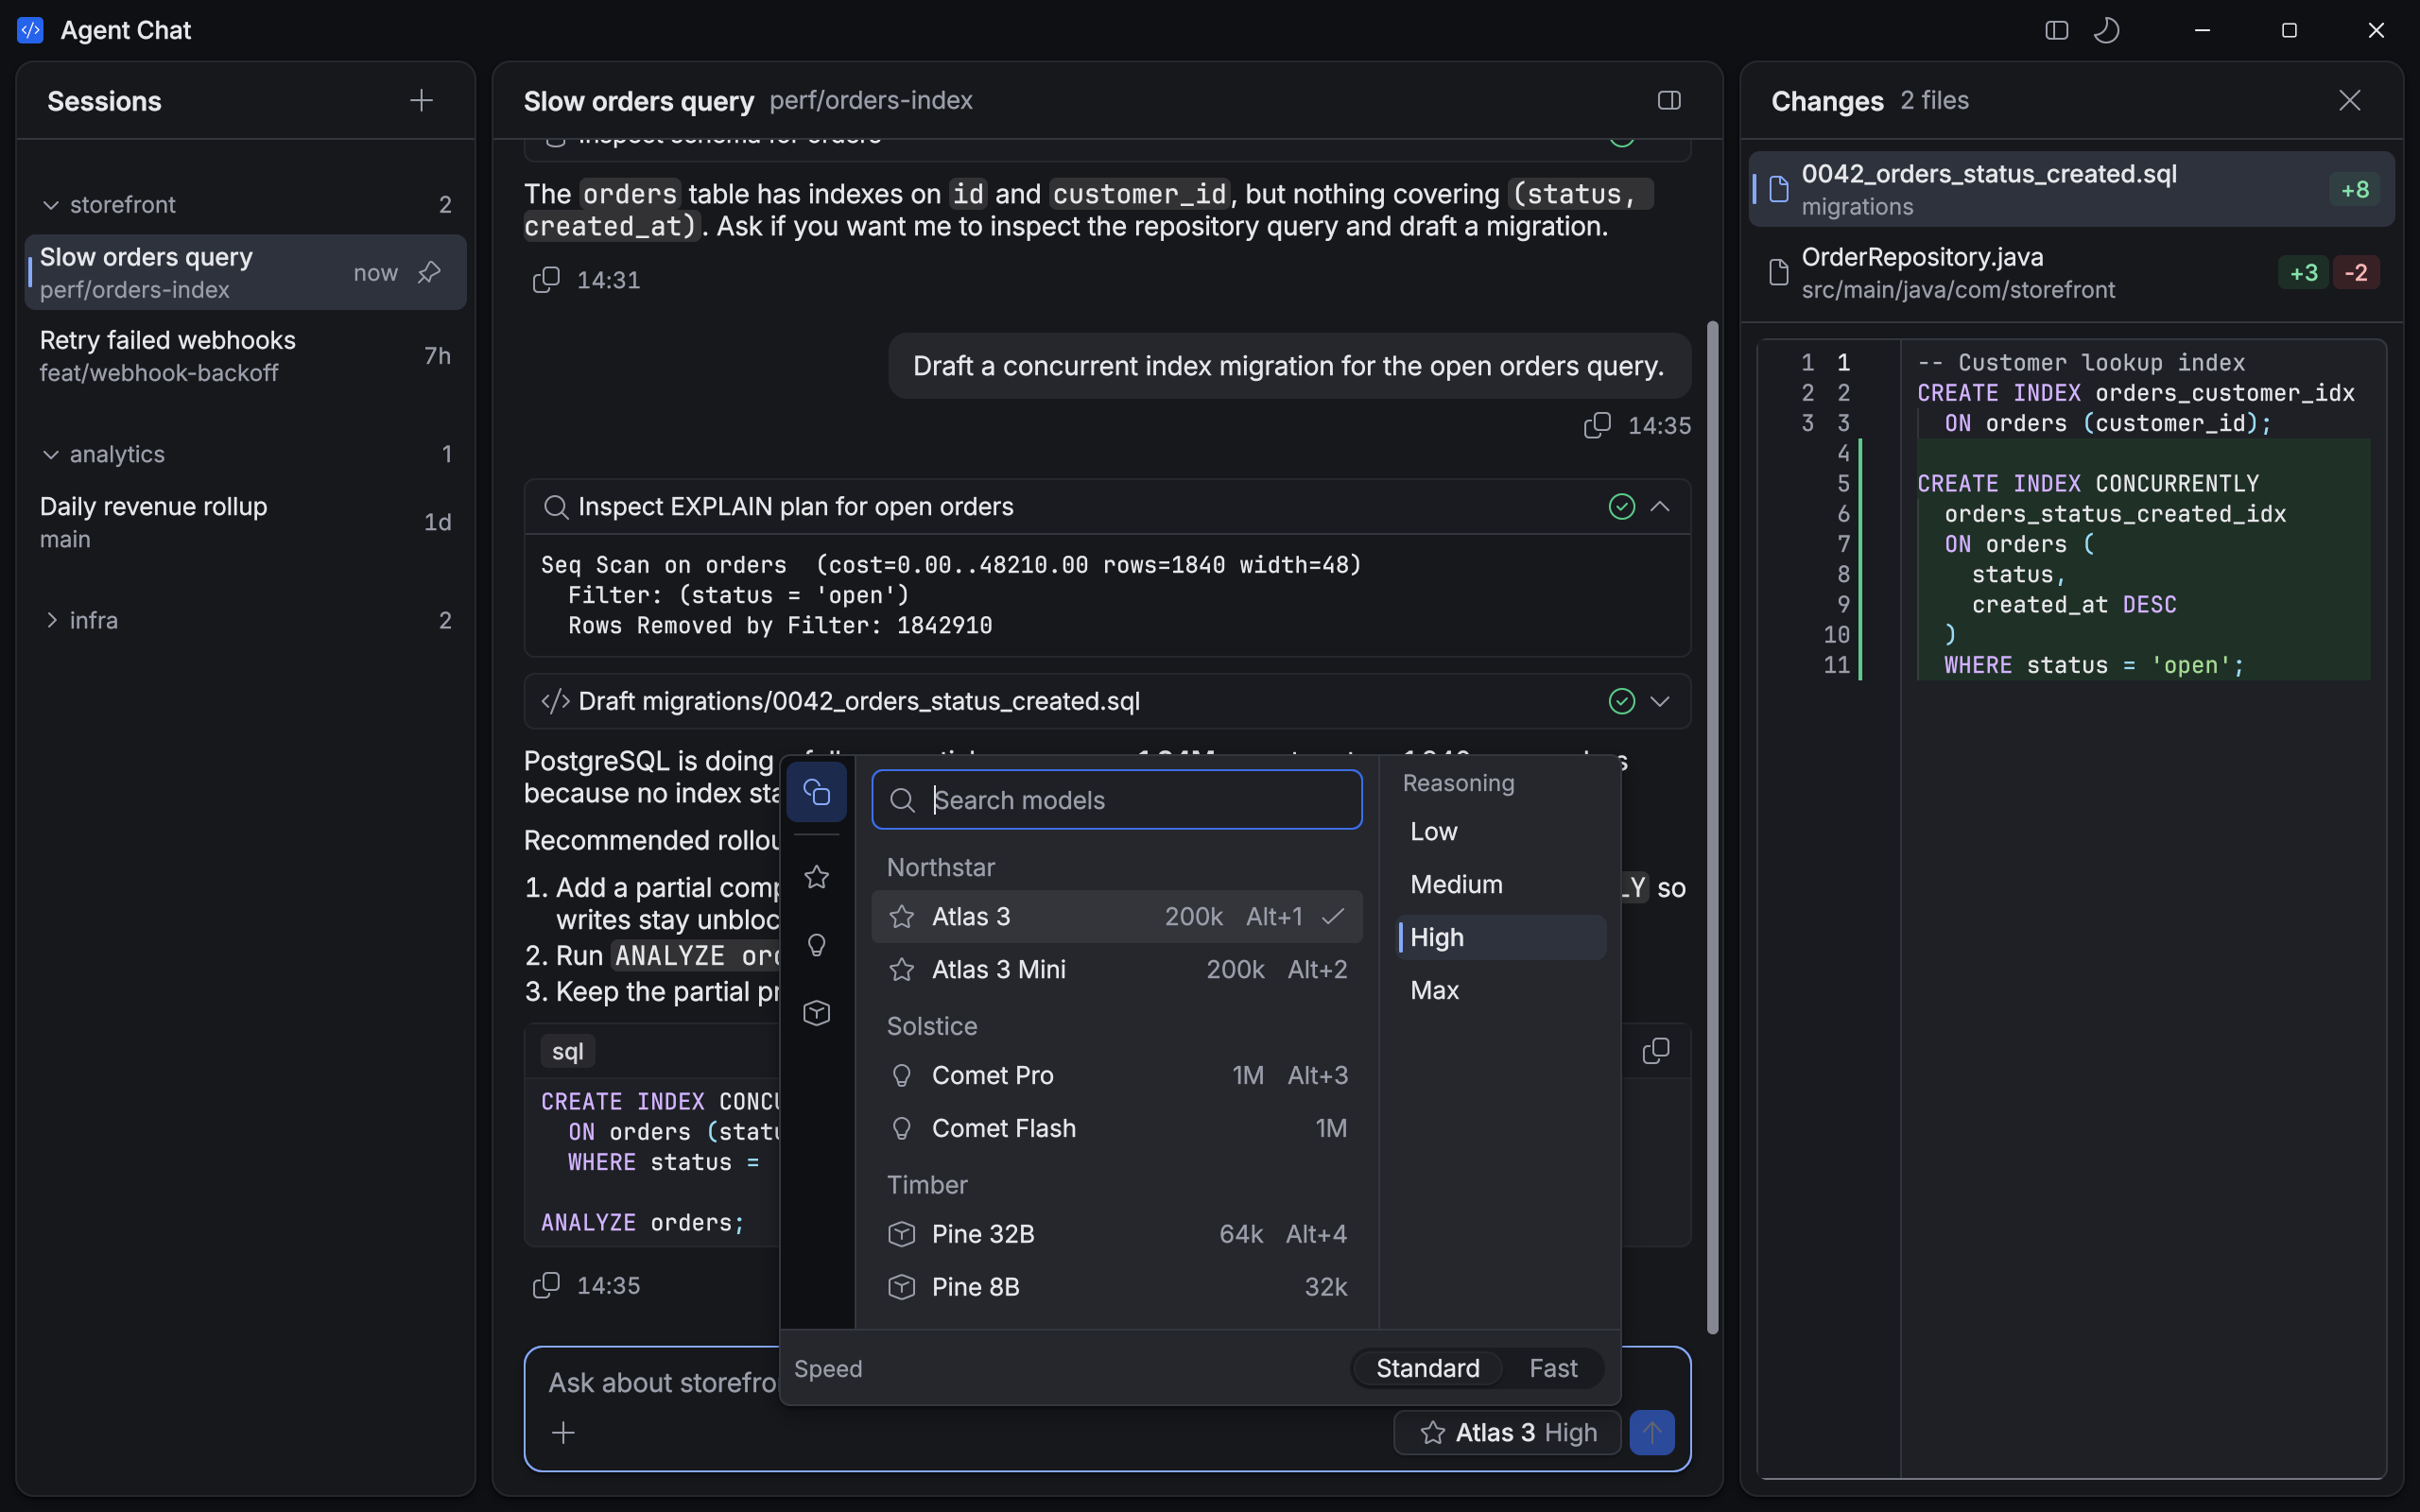 Agent Chat
Sessions
storefront 2
Slow orders query
perf/orders-index
now
Retry failed webhooks
feat/webhook-backoff
7h
analytics 1
Daily revenue rollup
main
1d
infra 2
Slow orders query perf/orders-index
The orders table has indexes on id and customer_id, but nothing covering (status,
created_at). Ask if you want me to inspect the repository query and draft a migration.
14:31
Draft a concurrent index migration for the open orders query.
14:35
Inspect EXPLAIN plan for open orders
Seq Scan on orders (cost=0.00..48210.00 rows=1840 width=48)
Filter: (status = 'open')
Rows Removed by Filter: 1842910
</> Draft migrations/0042_orders_status_created.sql
PostgreSQL is doing
because no index
Recommended
1. Add a partial
LY so
writes stay
2. Run ANALYZE
3. Keep the partial
sql
CREATE INDEX
ON orders (
WHERE status =
ANALYZE orders;
14:35
Search models
Northstar
Atlas 3 200k Alt+1
Atlas 3 Mini 200k Alt+2
Solstice
Comet Pro 1M Alt+3
Comet Flash 1M
Timber
Pine 32B 64k Alt+4
Pine 8B 32k
Reasoning
Low
Medium
High
Max
Speed Standard Fast
Ask about
Atlas 3 High
Changes 2 files
0042_orders_status_created.sql
migrations
+8
OrderRepository.java
src/main/java/com/storefront
+3 -2
1 1 -- Customer lookup index
2 2 CREATE INDEX orders_customer_idx
3 3 ON orders (customer_id);
4
5 CREATE INDEX CONCURRENTLY
6 orders_status_created_idx
7 ON orders (
8 status,
9 created_at DESC
10 )
11 WHERE status = 'open';